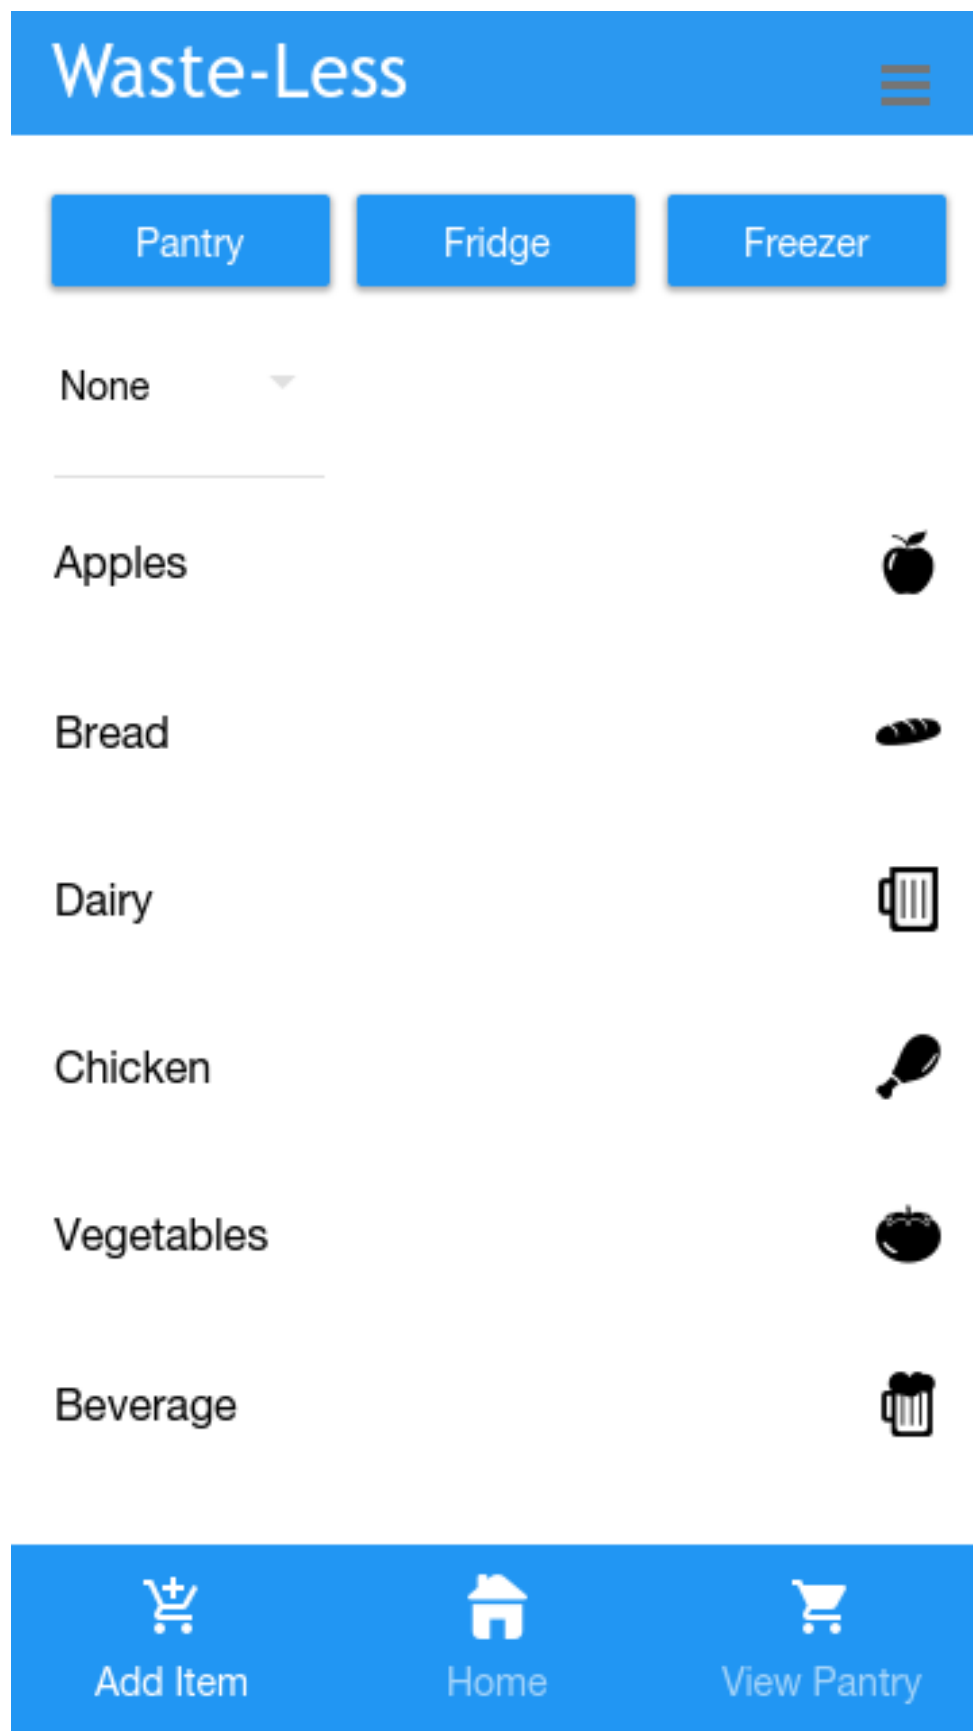 Waste-Less
Pantry Fridge Freezer
None
Apples
Bread
Dairy
Chicken
Vegetables
Beverage
Add Item Home View Pantry